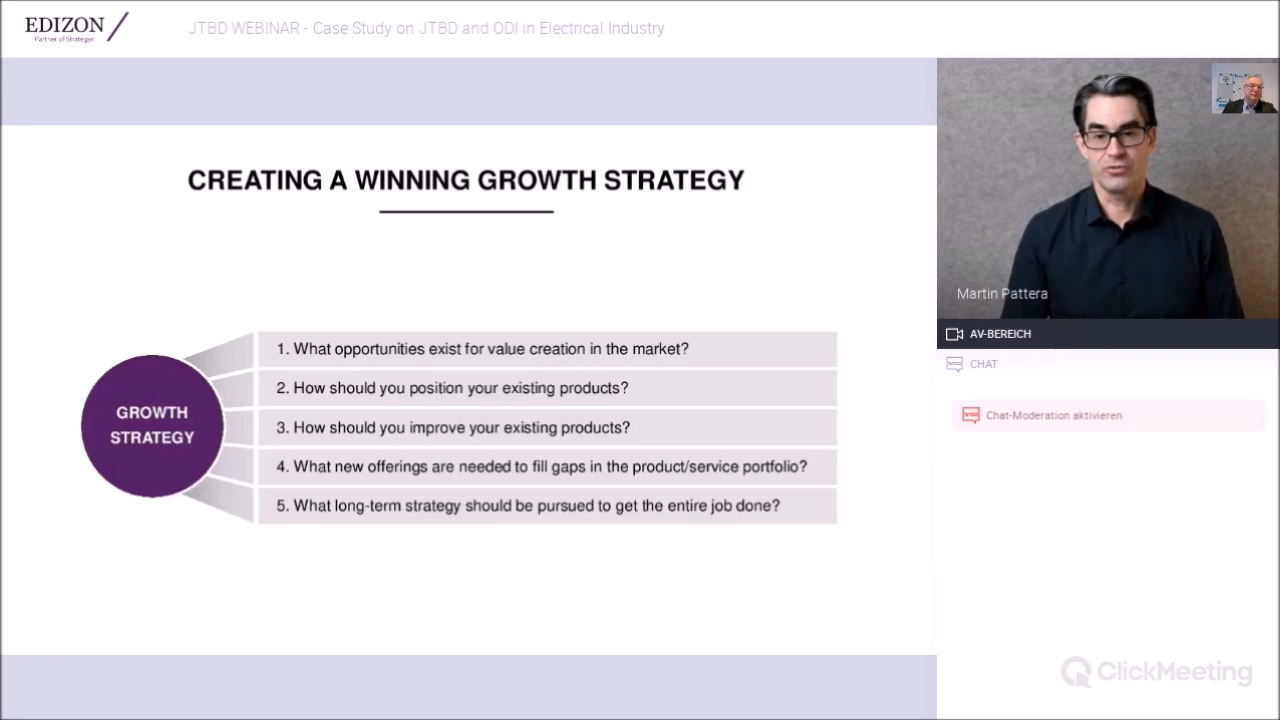 EDIZON
Partner of Strategyn
JTBD WEBINAR - Case Study on JTBD and ODI in Electrical Industry
CREATING A WINNING GROWTH STRATEGY
GROWTH
STRATEGY
1. What opportunities exist for value creation in the market?
2. How should you position your existing products?
3. How should you improve your existing products?
4. What new offerings are needed to fill gaps in the product/service portfolio?
5. What long-term strategy should be pursued to get the entire job done?
Martin Pattera
AV-BEREICH
CHAT
Chat-Moderation aktivieren
ClickMeeting